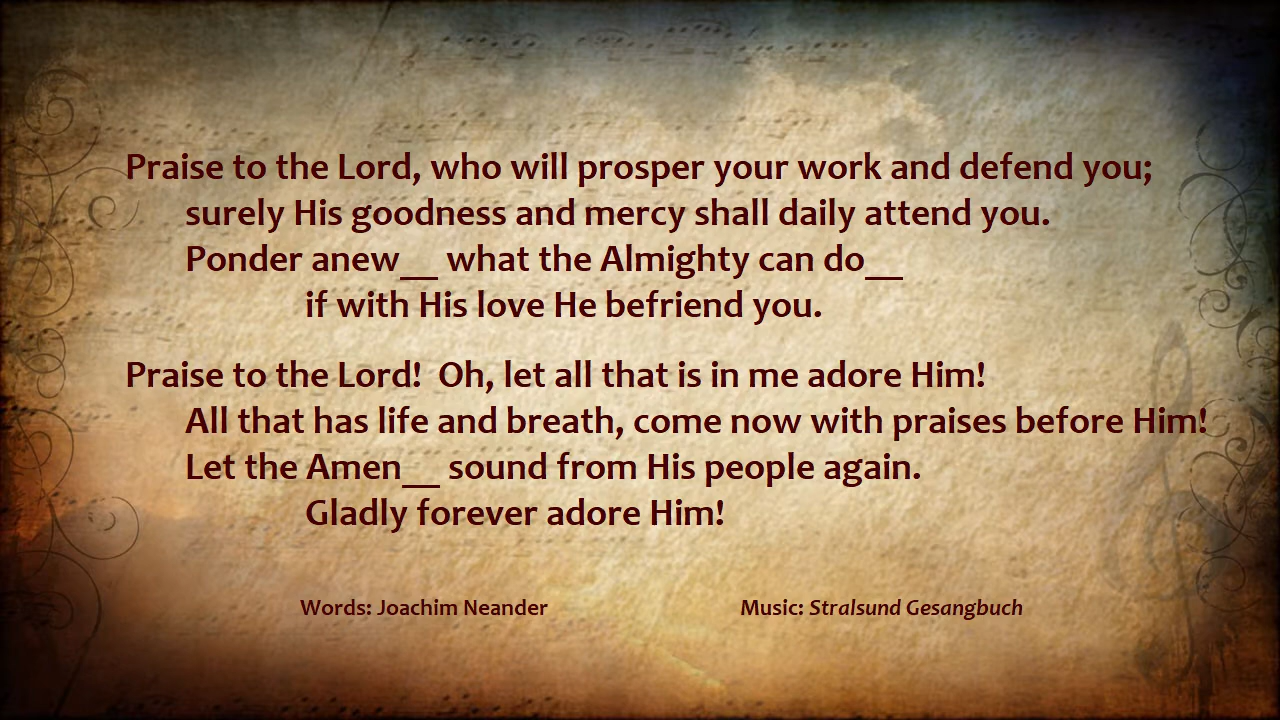 Praise to the Lord, who will prosper your work and defend you;
surely His goodness and mercy shall daily attend you.
Ponder anew__ what the Almighty can do__
if with His love He befriend you.
Praise to the Lord!  Oh, let all that is in me adore Him!
All that has life and breath, come now with praises before Him!
Let the Amen__ sound from His people again.
Gladly forever adore Him!
Words: Joachim Neander Music: Stralsund Gesangbuch